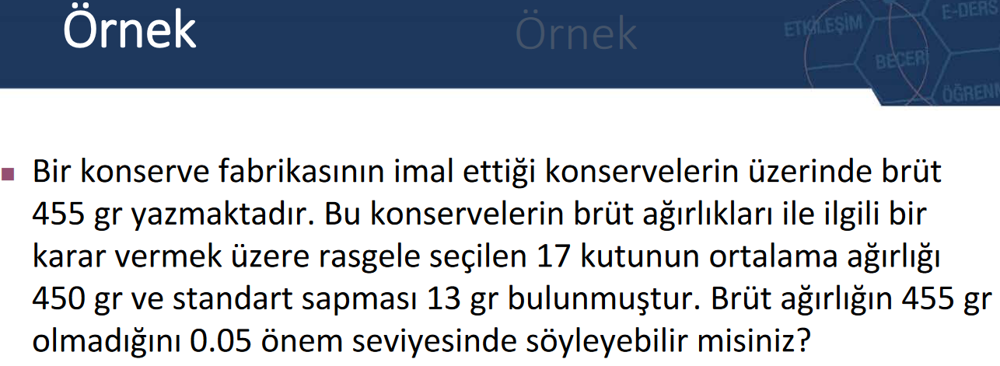 Örnek
Örnek
ETKİLEŞİM
E-DERS
BECERİ
ÖĞRENM
Bir konserve fabrikasının imal ettiği konservelerin üzerinde brüt
455 gr yazmaktadır. Bu konservelerin brüt ağırlıkları ile ilgili bir
karar vermek üzere rasgele seçilen 17 kutunun ortalama ağırlığı
450 gr ve standart sapması 13 gr bulunmuştur. Brüt ağırlığın 455 gr
olmadığını 0.05 önem seviyesinde söyleyebilir misiniz?